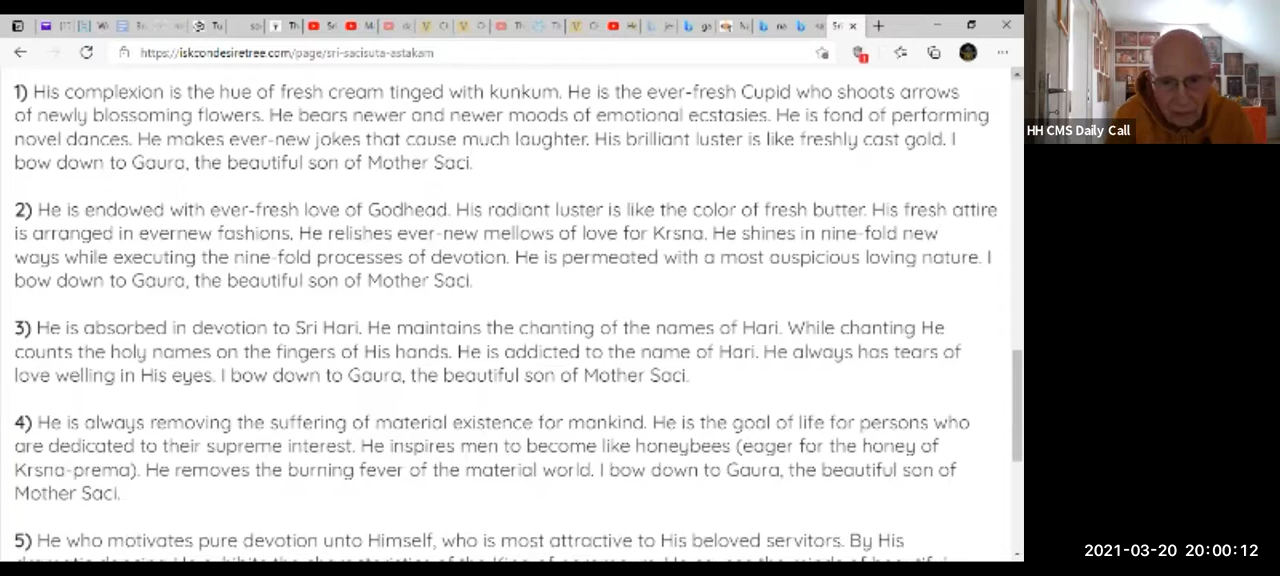 https://iskcondesiretree.com/page/sri-sacisuta-astakam
1) His complexion is the hue of fresh cream tinged with kunkum. He is the ever-fresh Cupid who shoots arrows
of newly blossoming flowers. He bears newer and newer moods of emotional ecstasies. He is fond of performing
novel dances. He makes ever-new jokes that cause much laughter. His brilliant luster is like freshly cast gold. I
bow down to Gaura, the beautiful son of Mother Saci.
2) He is endowed with ever-fresh love of Godhead. His radiant luster is like the color of fresh butter. His fresh attire
is arranged in evernew fashions. He relishes ever-new mellows of love for Krsna. He shines in nine-fold new
ways while executing the nine-fold processes of devotion. He is permeated with a most auspicious loving nature. I
bow down to Gaura, the beautiful son of Mother Saci.
3) He is absorbed in devotion to Sri Hari. He maintains the chanting of the names of Hari. While chanting He
counts the holy names on the fingers of His hands. He is addicted to the name of Hari. He always has tears of
love welling in His eyes. I bow down to Gaura, the beautiful son of Mother Saci.
4) He is always removing the suffering of material existence for mankind. He is the goal of life for persons who
are dedicated to their supreme interest. He inspires men to become like honeybees (eager for the honey of
Krsna-prema). He removes the burning fever of the material world. I bow down to Gaura, the beautiful son of
Mother Saci.
5) He who motivates pure devotion unto Himself, who is most attractive to His beloved servitors. By His
HH CMS Daily Call
2021-03-20 20:00:12